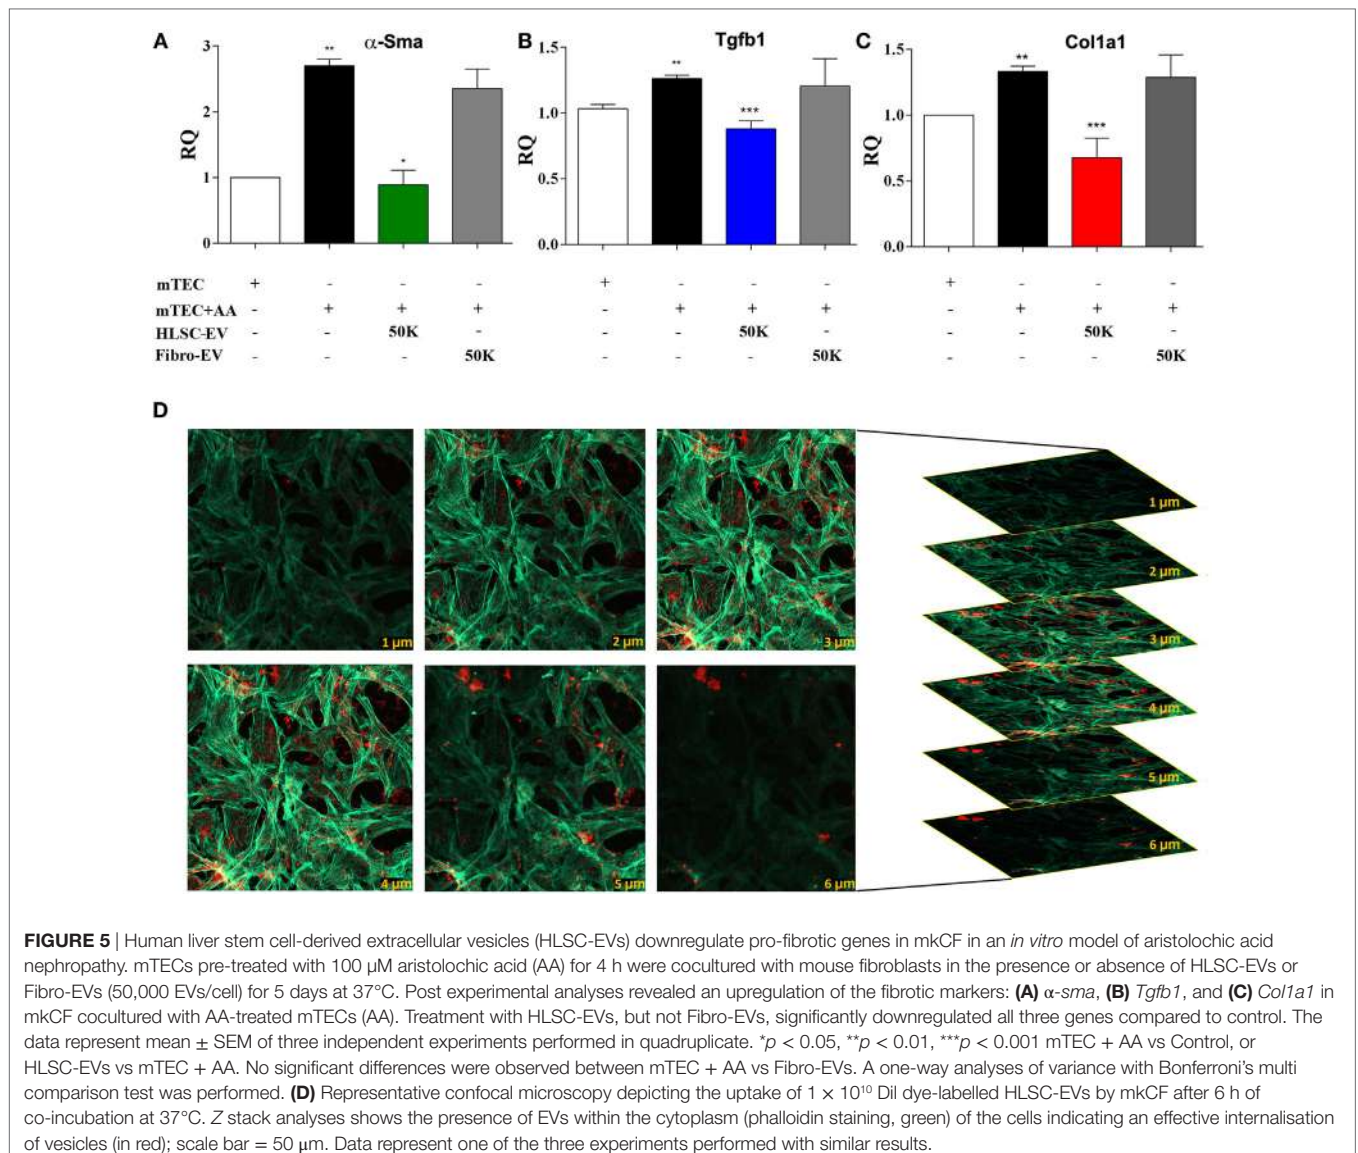 A α-Sma
3
2
1
0
RQ
**
*
B Tgfb1
1.5
1.0
0.5
0.0
RQ
**
***
C Col1a1
1.5
1.0
0.5
0.0
RQ
**
***
mTEC + - - - + - - - + - - -
mTEC+AA - + + + - + + + - + + +
HLSC-EV - - 50K - - - 50K - - - 50K -
Fibro-EV - - - 50K - - - 50K - - - 50K
D
1 µm
2 µm
3 µm
4 µm
5 µm
6 µm
1 µm
2 µm
3 µm
4 µm
5 µm
6 µm
FIGURE 5 | Human liver stem cell-derived extracellular vesicles (HLSC-EVs) downregulate pro-fibrotic genes in mkCF in an in vitro model of aristolochic acid
nephropathy. mTECs pre-treated with 100 µM aristolochic acid (AA) for 4 h were cocultured with mouse fibroblasts in the presence or absence of HLSC-EVs or
Fibro-EVs (50,000 EVs/cell) for 5 days at 37°C. Post experimental analyses revealed an upregulation of the fibrotic markers: (A) α-sma, (B) Tgfb1, and (C) Col1a1 in
mkCF cocultured with AA-treated mTECs (AA). Treatment with HLSC-EVs, but not Fibro-EVs, significantly downregulated all three genes compared to control. The
data represent mean ± SEM of three independent experiments performed in quadruplicate. *p < 0.05, **p < 0.01, ***p < 0.001 mTEC + AA vs Control, or
HLSC-EVs vs mTEC + AA. No significant differences were observed between mTEC + AA vs Fibro-EVs. A one-way analyses of variance with Bonferroni's multi
comparison test was performed. (D) Representative confocal microscopy depicting the uptake of 1 × 10¹⁰ Dil dye-labelled HLSC-EVs by mkCF after 6 h of
co-incubation at 37°C. Z stack analyses shows the presence of EVs within the cytoplasm (phalloidin staining, green) of the cells indicating an effective internalisation
of vesicles (in red); scale bar = 50 µm. Data represent one of the three experiments performed with similar results.